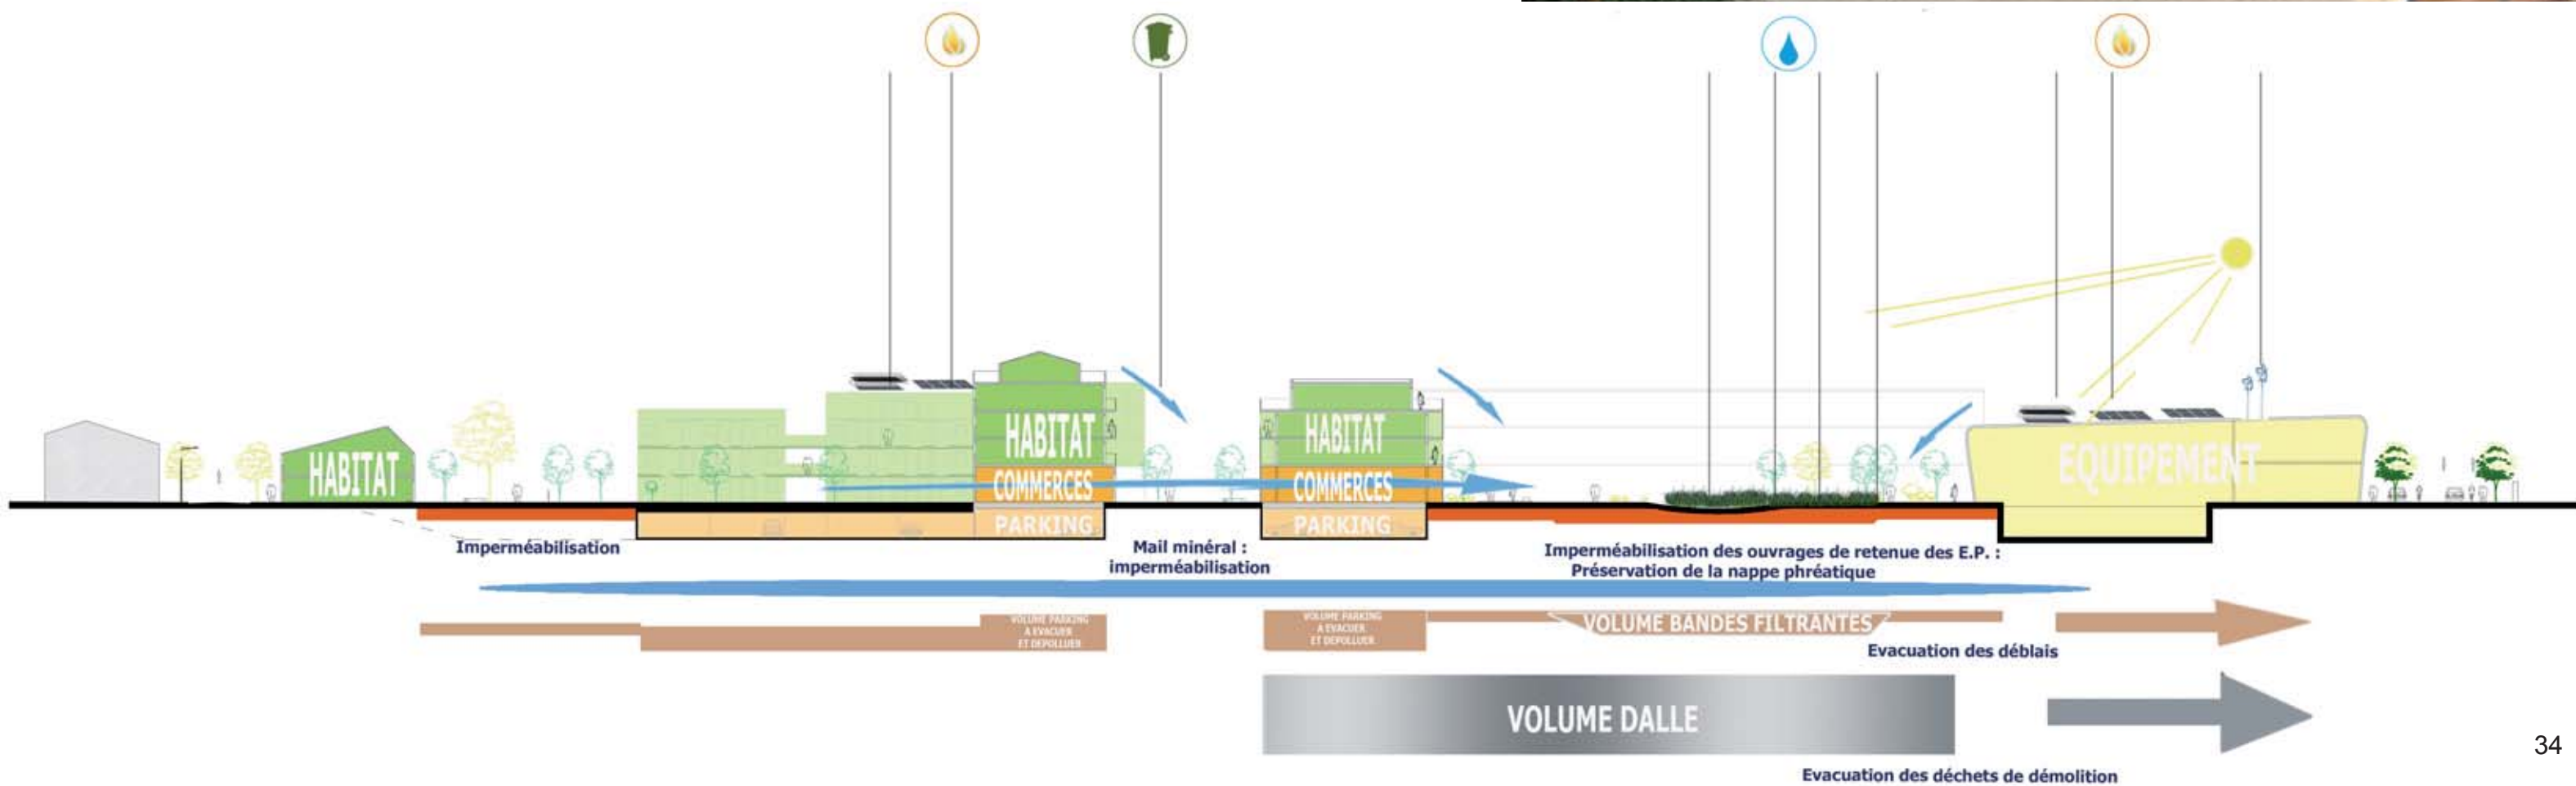 HABITAT
HABITAT
COMMERCES
PARKING
HABITAT
COMMERCES
PARKING
EQUIPEMENT
Imperméabilisation
Mail minéral :
imperméabilisation
Imperméabilisation des ouvrages de retenue des E.P. :
Préservation de la nappe phréatique
VOLUME PARKING
A EVACUER
ET DEPOLLUER
VOLUME PARKING
A EVACUER
ET DEPOLLUER
VOLUME BANDES FILTRANTES
Evacuation des déblais
VOLUME DALLE
Evacuation des déchets de démolition
34